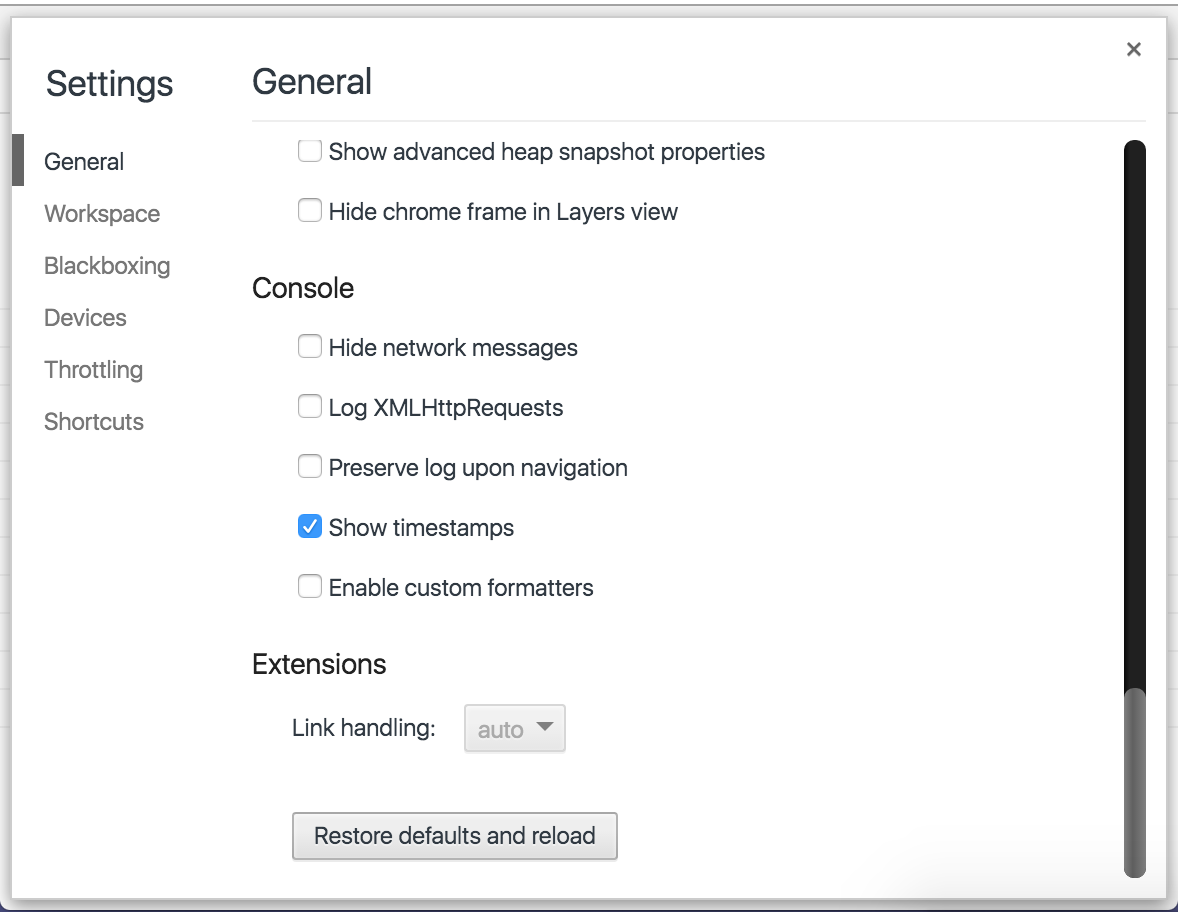 Settings
General
Workspace
Blackboxing
Devices
Throttling
Shortcuts
General
Show advanced heap snapshot properties
Hide chrome frame in Layers view
Console
Hide network messages
Log XMLHttpRequests
Preserve log upon navigation
Show timestamps
Enable custom formatters
Extensions
Link handling: auto
Restore defaults and reload